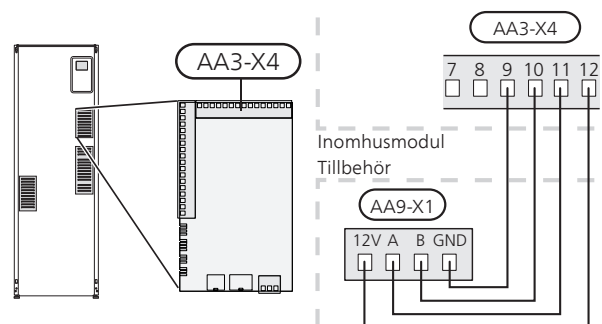 AA3-X4
AA3-X4
7 8 9 10 11 12
Inomhusmodul
Tillbehör
AA9-X1
12V A B GND